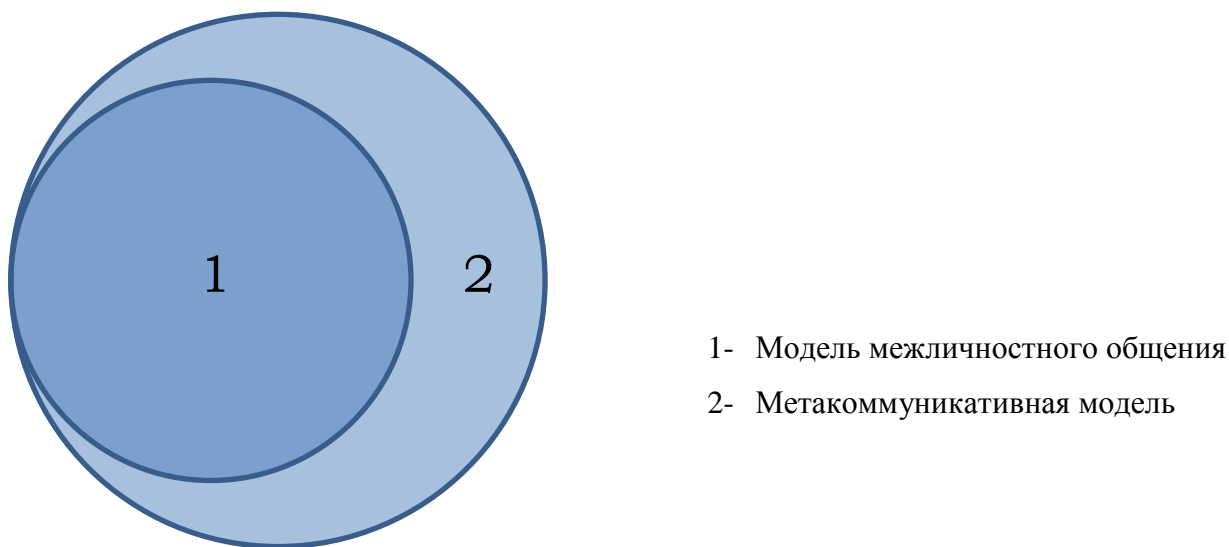 1
2
1- Модель межличностного общения
2- Метакоммуникативная модель